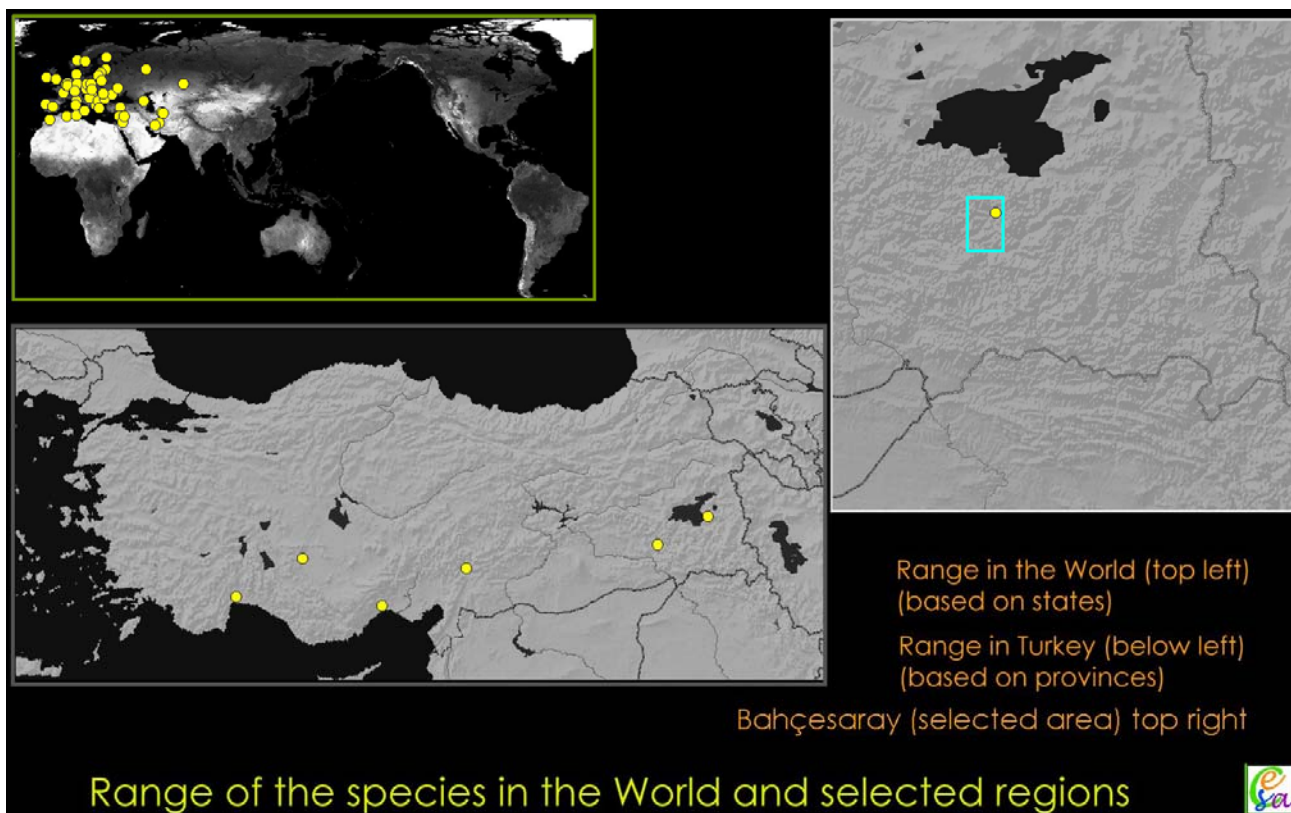 Range in the World (top left)
(based on states)
Range in Turkey (below left)
(based on provinces)
Bahçesaray (selected area) top right
Range of the species in the World and selected regions
esa